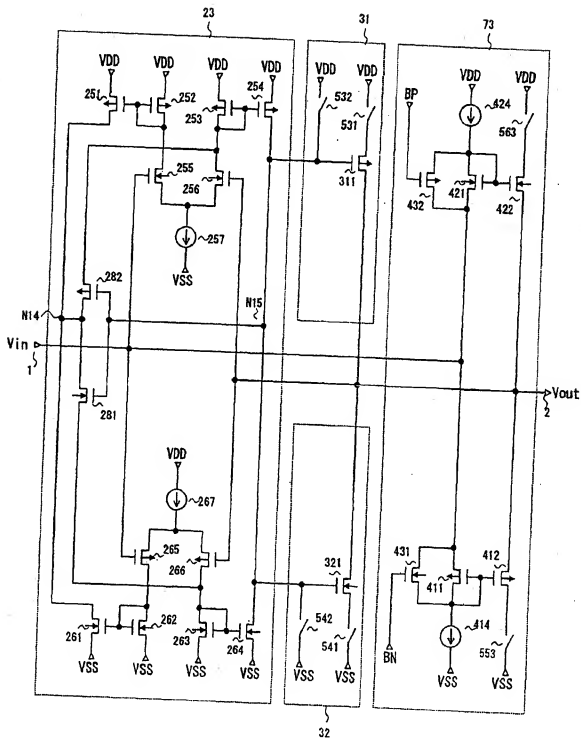 23
31
73
VDD VDD VDD 254 VDD VDD VDD VDD VDD
251 252 253 532 531 BP 424 563
255 256 311 432 421 422
257
VSS
282
N14 N15
Vin
1
281
Vout
2
VDD
267
265 266 321 431 411 412
261 262 263 264 542 541 414 553
VSS VSS VSS VSS VSS VSS BN VSS VSS
32